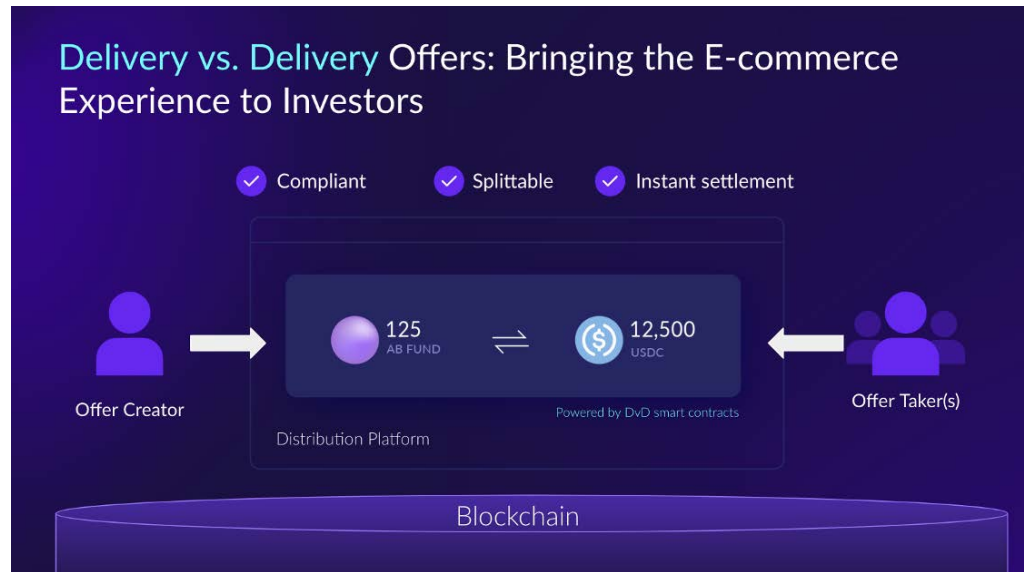 Delivery vs. Delivery Offers: Bringing the E-commerce
Experience to Investors
Compliant
Splittable
Instant settlement
125
AB FUND
12,500
USDC
Offer Creator
Offer Taker(s)
Powered by DvD smart contracts
Distribution Platform
Blockchain